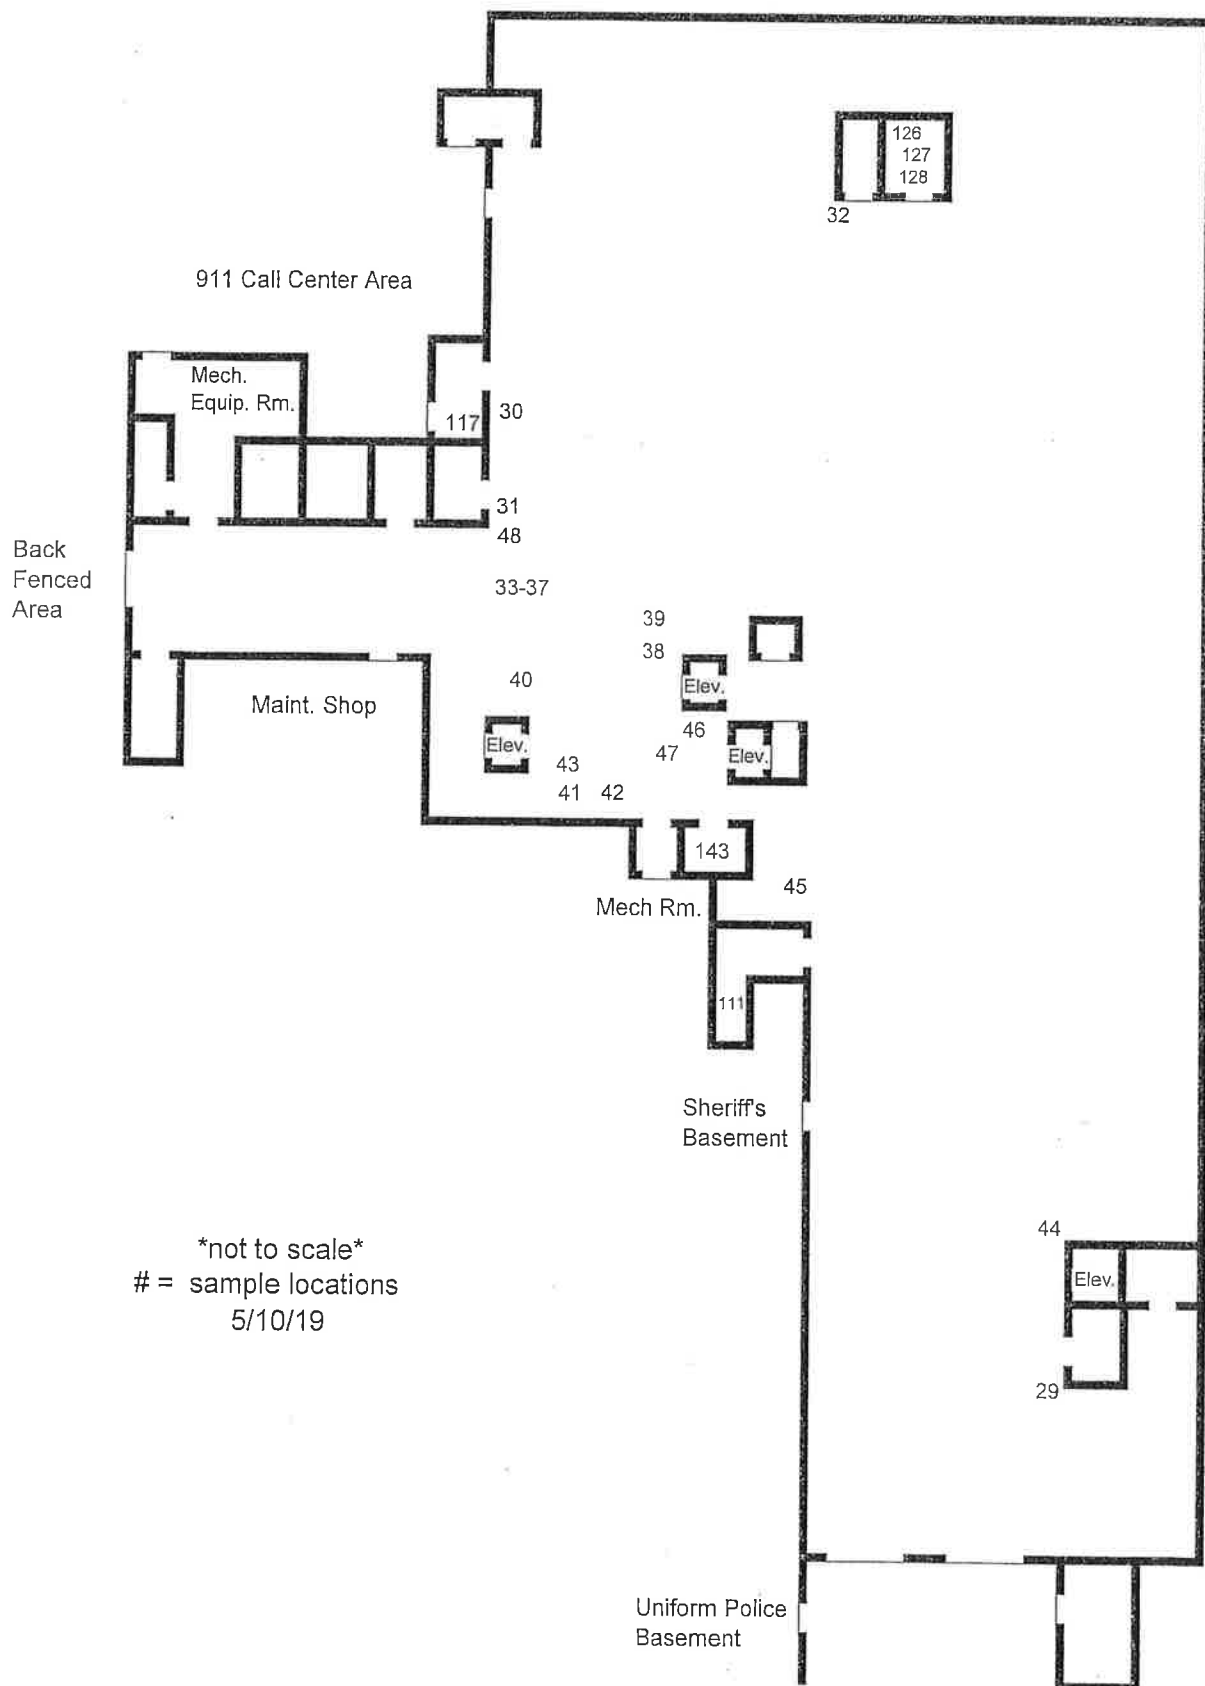 126
127
128
32
911 Call Center Area
Mech.
Equip. Rm.
117
30
31
48
Back
Fenced
Area
33-37
39
38
Elev.
40
Maint. Shop
46
Elev.
47
Elev.
43
41
42
143
45
Mech Rm.
111
Sheriff's
Basement
44
*not to scale*
# = sample locations
5/10/19
Elev.
29
Uniform Police
Basement